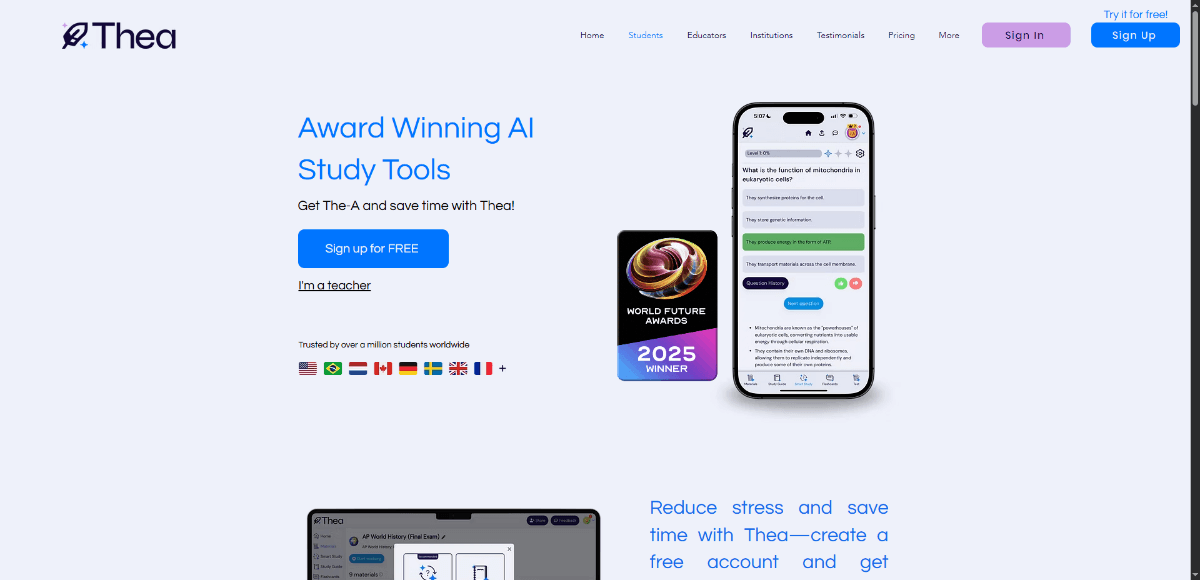 Try it for free!
Thea
Home
Students
Educators
Institutions
Testimonials
Pricing
More
Sign In
Sign Up
Award Winning AI
Study Tools
Get The-A and save time with Thea!
Sign up for FREE
I'm a teacher
Trusted by over a million students worldwide
+
WORLD FUTURE
AWARDS
2025
WINNER
5:07
Level 1: 0%
What is the function of mitochondria in
eukaryotic cells?
They synthesize proteins for the cell.
They store genetic information.
They produce energy in the form of ATP.
They transport materials across the cell membrane.
Question History
Next question
• Mitochondria are known as the "powerhouses" of
eukaryotic cells, converting nutrients into usable
energy through cellular respiration.
• They contain their own DNA and ribosomes,
allowing them to replicate independently and
produce some of their own proteins.
Materials
Study Guide
Smart Study
Flashcards
Test
Reduce stress and save
time with Thea—create a
free account and get
Thea
Share
Feedback
Home
Materials
Smart Study
Study Guide
Flashcards
AP World History (Final Exam)
AP World History
9 materials